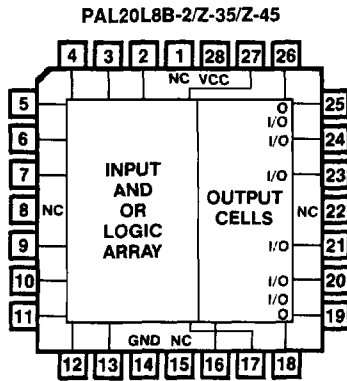 PAL20L8B-2/Z-35/Z-45
4 3 2 1 28 27 26
NC VCC
5 O 25
I/O
6 I/O 24
7 I/O 23
8 NC NC 22
9 I/O 21
10 I/O 20
I/O
11 O 19
INPUT
AND
OR
LOGIC
ARRAY
OUTPUT
CELLS
GND NC
12 13 14 15 16 17 18